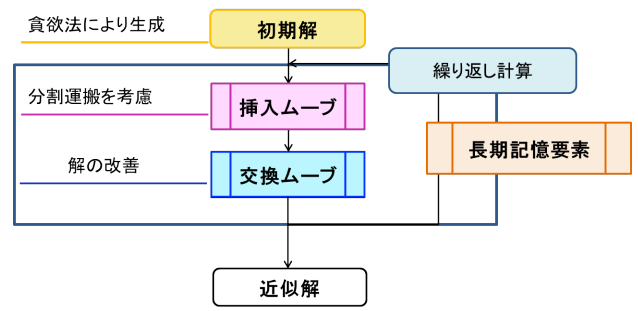 貪欲法により生成
初期解
繰り返し計算
分割運搬を考慮
挿入ムーブ
長期記憶要素
解の改善
交換ムーブ
近似解